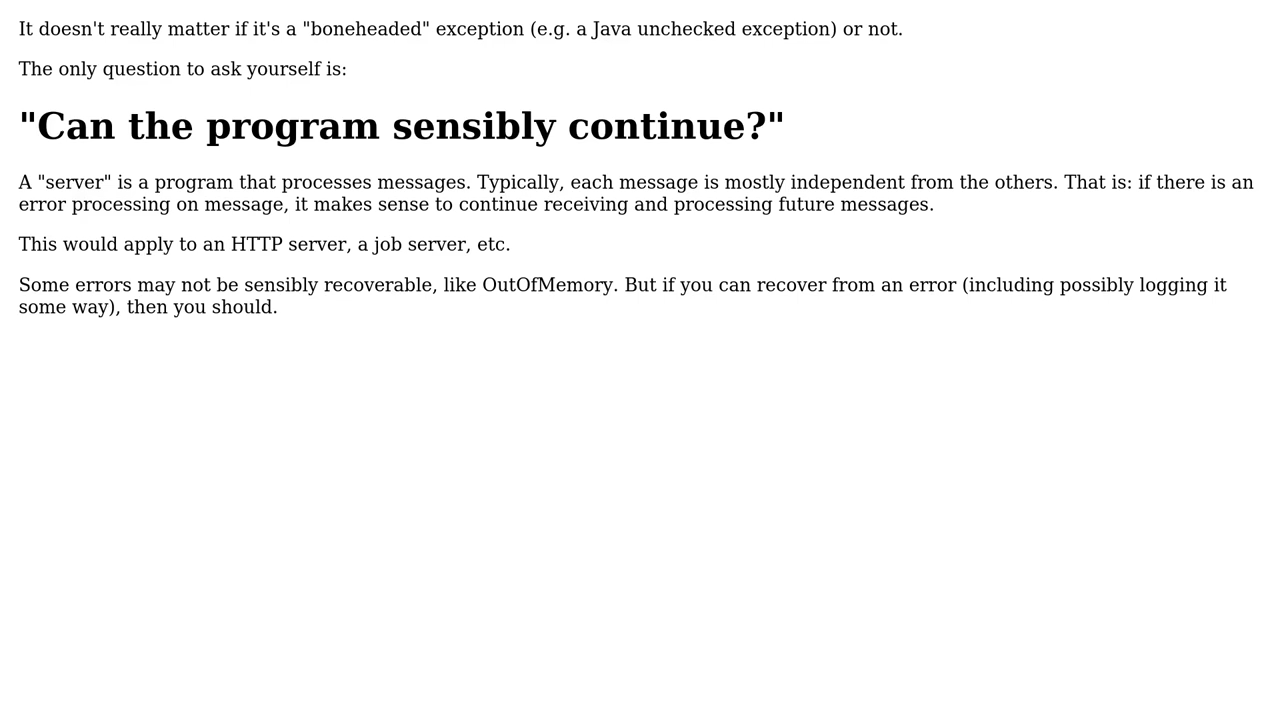 It doesn't really matter if it's a "boneheaded" exception (e.g. a Java unchecked exception) or not.
The only question to ask yourself is:
"Can the program sensibly continue?"
A "server" is a program that processes messages. Typically, each message is mostly independent from the others. That is: if there is an
error processing on message, it makes sense to continue receiving and processing future messages.
This would apply to an HTTP server, a job server, etc.
Some errors may not be sensibly recoverable, like OutOfMemory. But if you can recover from an error (including possibly logging it
some way), then you should.